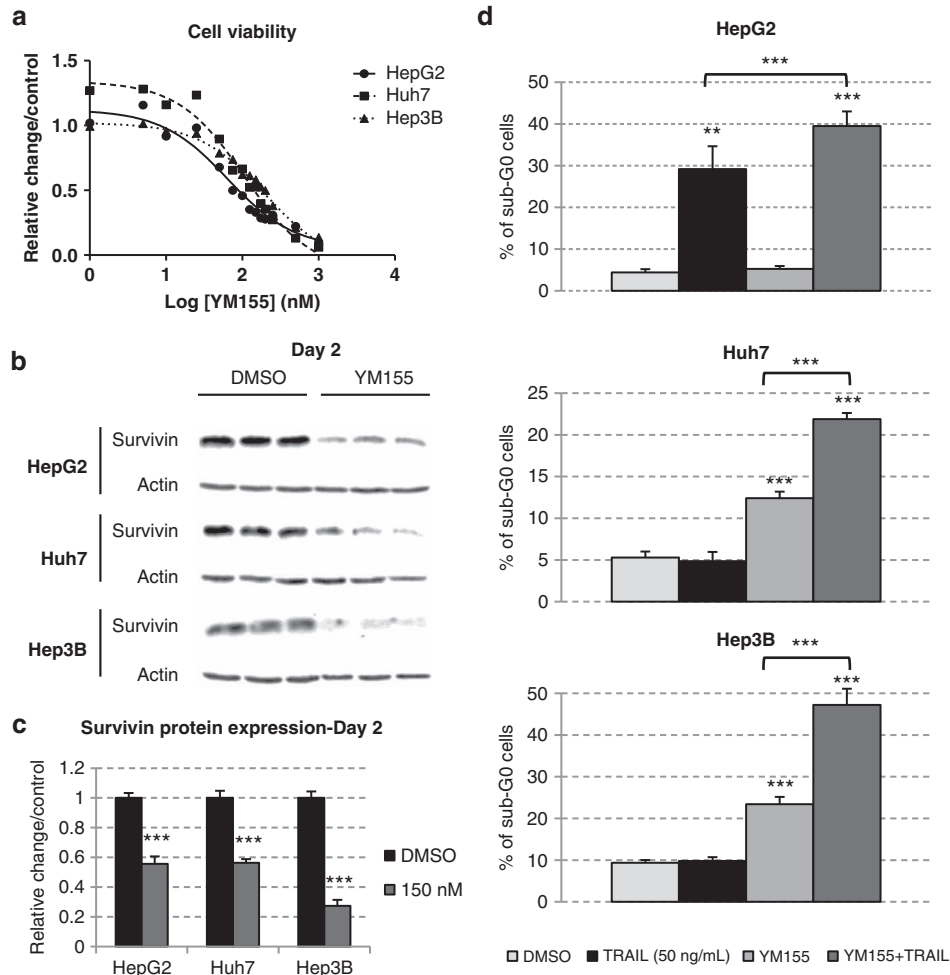 a
Cell viability
1.5
1.0
0.5
0.0
0 1 2 3 4
Relative change/control
Log [YM155] (nM)
HepG2
Huh7
Hep3B
b
Day 2
DMSO YM155
HepG2
Survivin
Actin
Huh7
Survivin
Actin
Hep3B
Survivin
Actin
c
Survivin protein expression-Day 2
1.2
1
0.8
0.6
0.4
0.2
0
Relative change/control
***
***
***
HepG2 Huh7 Hep3B
DMSO
150 nM
d
HepG2
50
40
30
20
10
0
% of sub-G0 cells
***
**
***
Huh7
25
20
15
10
5
0
% of sub-G0 cells
***
***
***
Hep3B
50
40
30
20
10
0
% of sub-G0 cells
***
***
***
DMSO TRAIL (50 ng/mL) YM155 YM155+TRAIL